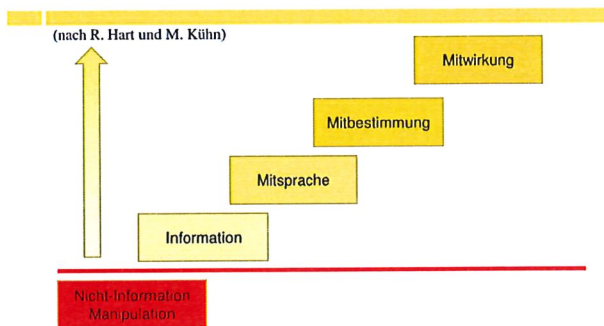 (nach R. Hart und M. Kühn)
Mitwirkung
Mitbestimmung
Mitsprache
Information
Nicht-Information
Manipulation